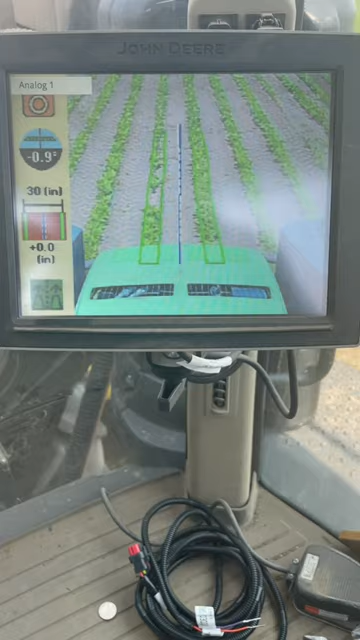 JOHN DEERE
Analog 1
-0.9°
30 (in)
+0.0
(in)